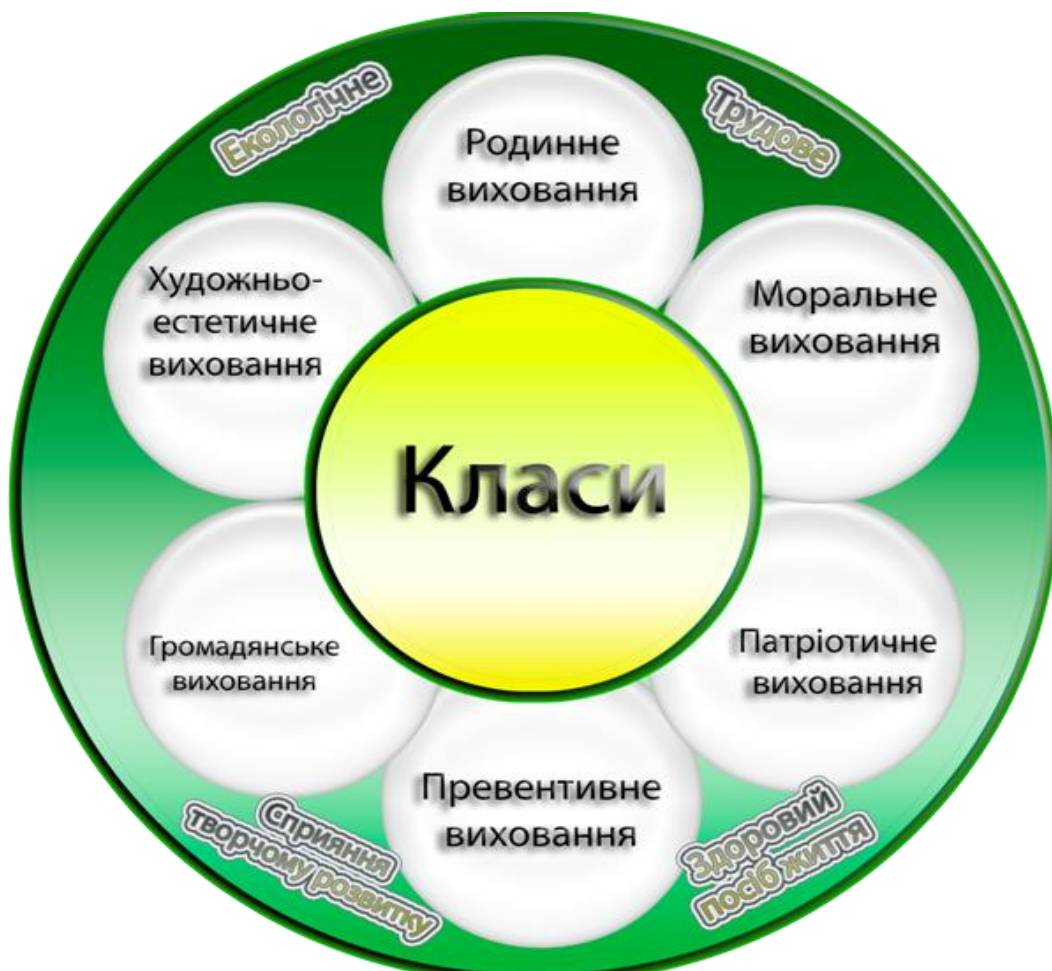 Екологічне
Трудове
Родинне
виховання
Художньо-
естетичне
виховання
Моральне
виховання
Класи
Громадянське
виховання
Патріотичне
виховання
Превентивне
виховання
Сприяння
творчому розвитку
Здоровий
посіб життя